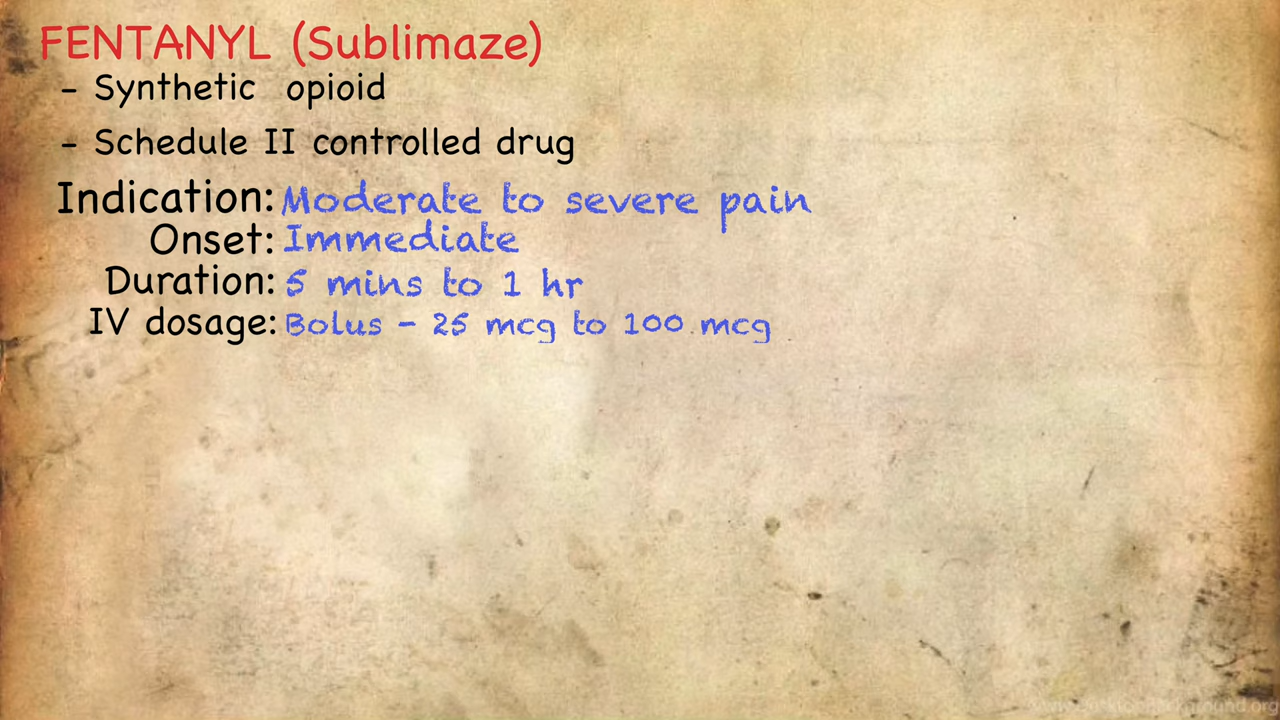 FENTANYL (Sublimaze)
- Synthetic opioid
- Schedule II controlled drug
Indication: Moderate to severe pain
Onset: Immediate
Duration: 5 mins to 1 hr
IV dosage: Bolus - 25 mcg to 100 mcg